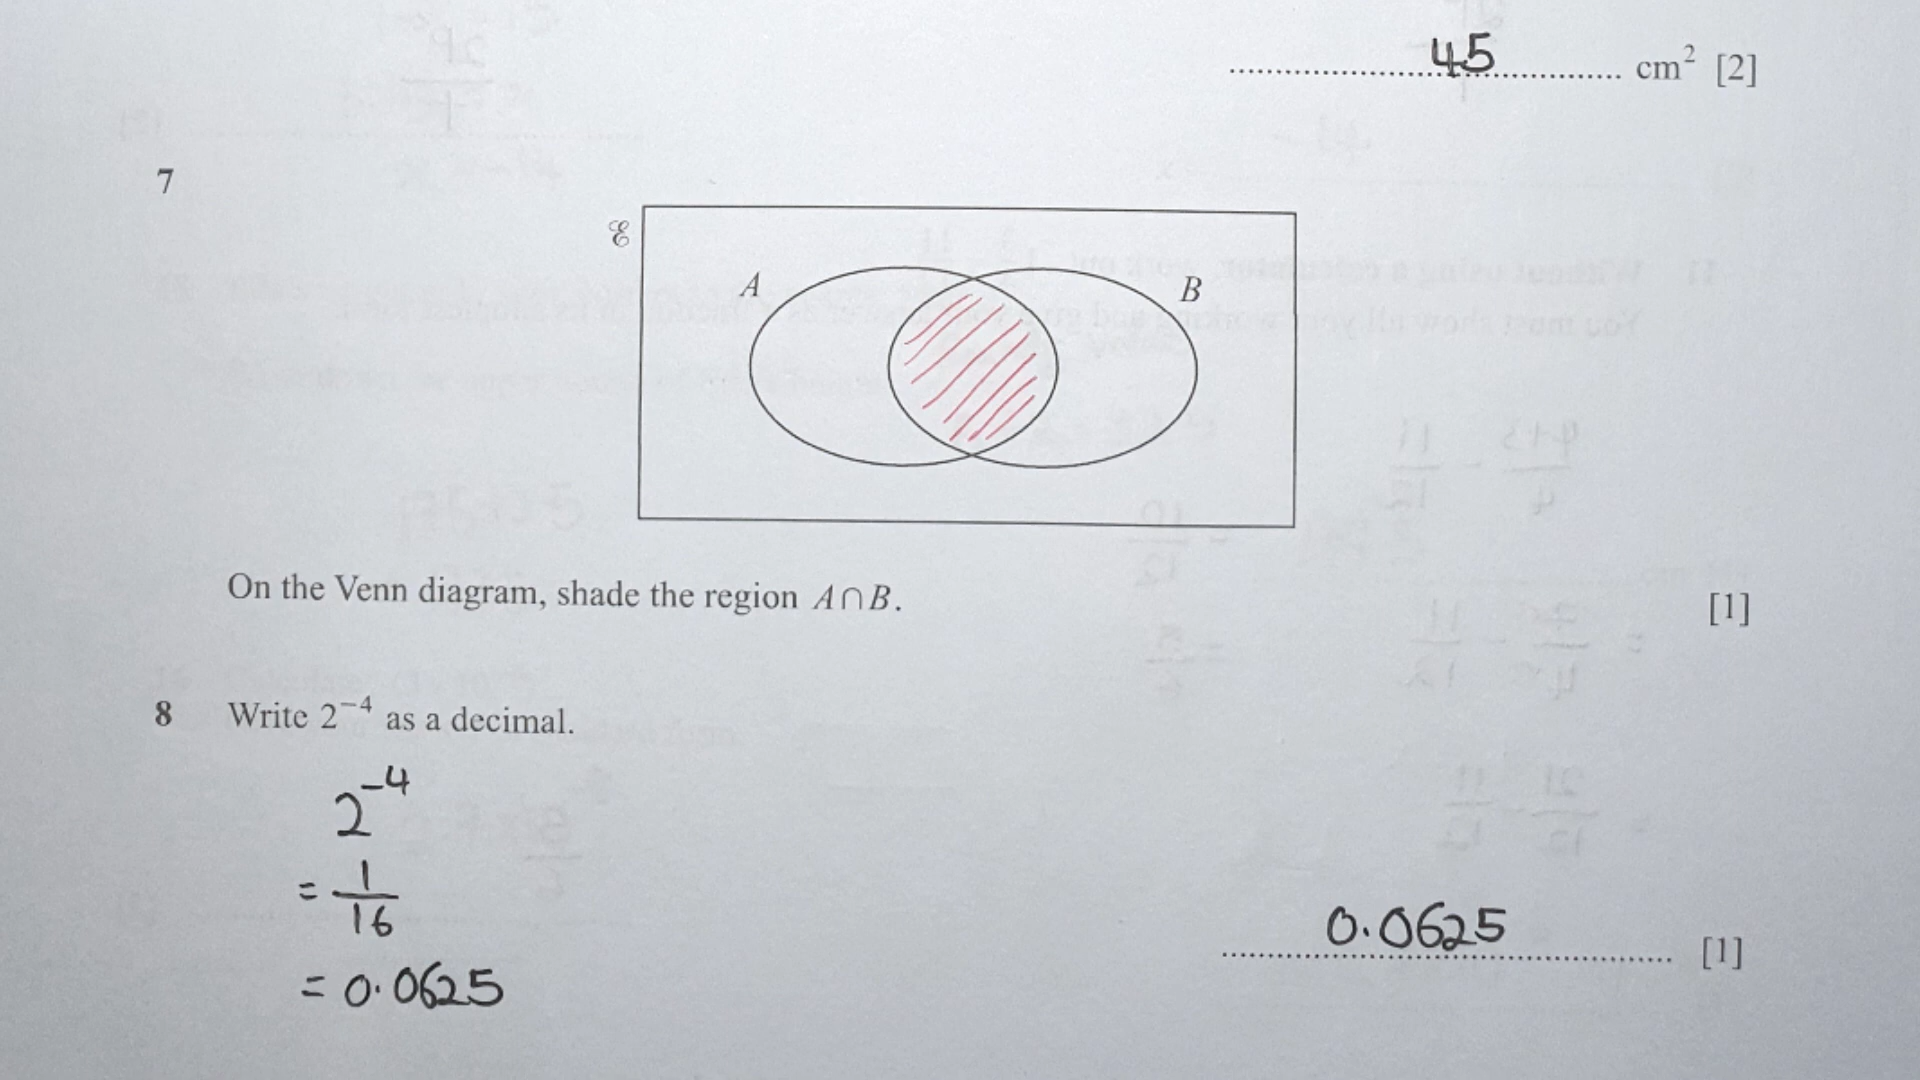 45 cm² [2]
7
ℰ
A
B
On the Venn diagram, shade the region A∩B.
[1]
8 Write 2⁻⁴ as a decimal.
2⁻⁴
= 1/16
= 0.0625
0.0625 [1]